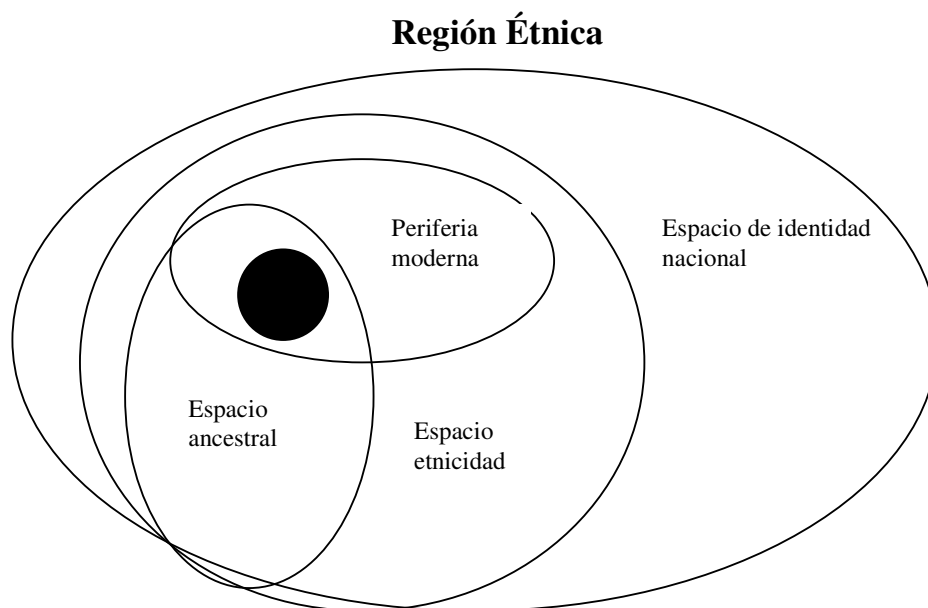 Región Étnica
Periferia
moderna
Espacio de identidad
nacional
Espacio
ancestral
Espacio
etnicidad